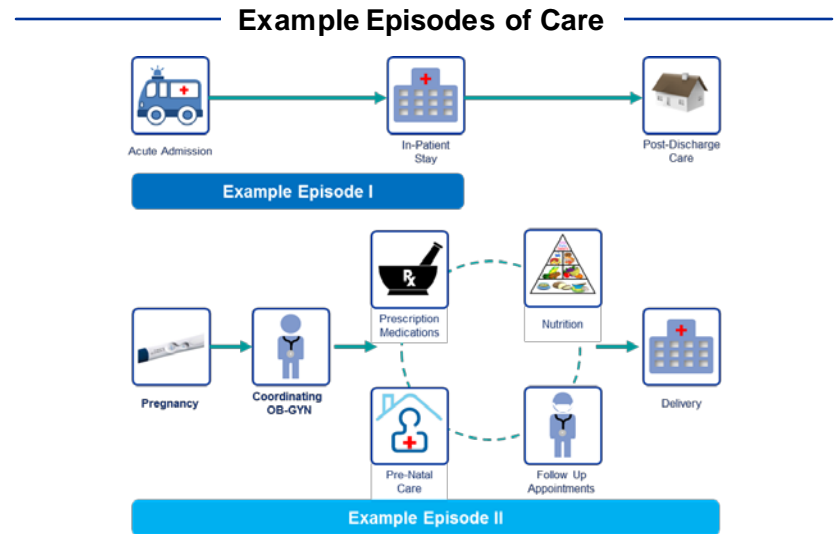 Example Episodes of Care
Acute Admission
In-Patient
Stay
Post-Discharge
Care
Example Episode I
Rx
Prescription
Medications
Nutrition
Pregnancy
Coordinating
OB-GYN
Delivery
Pre-Natal
Care
Follow Up
Appointments
Example Episode II